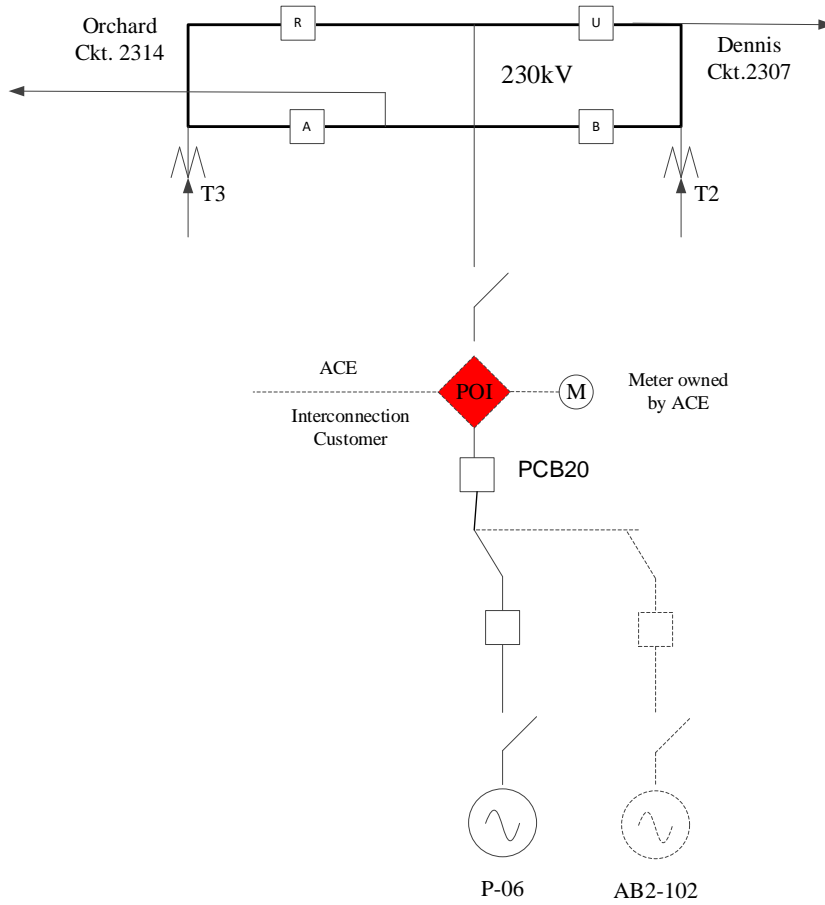 Orchard
Ckt. 2314
R
U
Dennis
Ckt.2307
230kV
A
B
T3
T2
ACE
POI
M
Meter owned
by ACE
Interconnection
Customer
PCB20
P-06
AB2-102